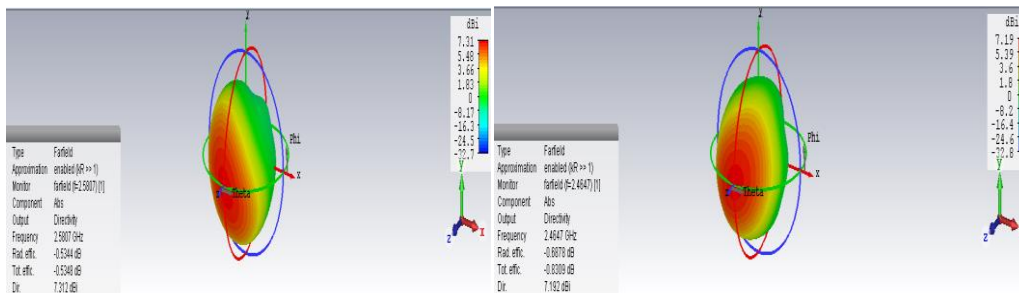 y
dBi
7.31
5.48
3.66
1.83
0
-8.17
-16.3
-24.5
-32.7
Phi
x
Theta
y
z
x
Type Farfield
Approximation enabled (kR >> 1)
Monitor farfield (f=2.5807) [1]
Component Abs
Output Directivity
Frequency 2.5807 GHz
Rad. effic. -0.5344 dB
Tot. effic. -0.5348 dB
Dir. 7.312 dBi
y
dBi
7.19
5.39
3.6
1.8
0
-8.2
-16.4
-24.6
-32.8
Phi
x
Theta
y
z
x
Type Farfield
Approximation enabled (kR >> 1)
Monitor farfield (f=2.4647) [1]
Component Abs
Output Directivity
Frequency 2.4647 GHz
Rad. effic. -0.6878 dB
Tot. effic. -0.8309 dB
Dir. 7.192 dBi